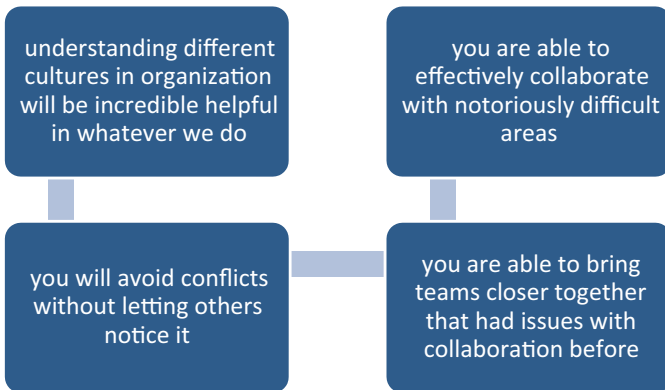 understanding different
cultures in organization
will be incredible helpful
in whatever we do
you will avoid conflicts
without letting others
notice it
you are able to bring
teams closer together
that had issues with
collaboration before
you are able to
effectively collaborate
with notoriously difficult
areas